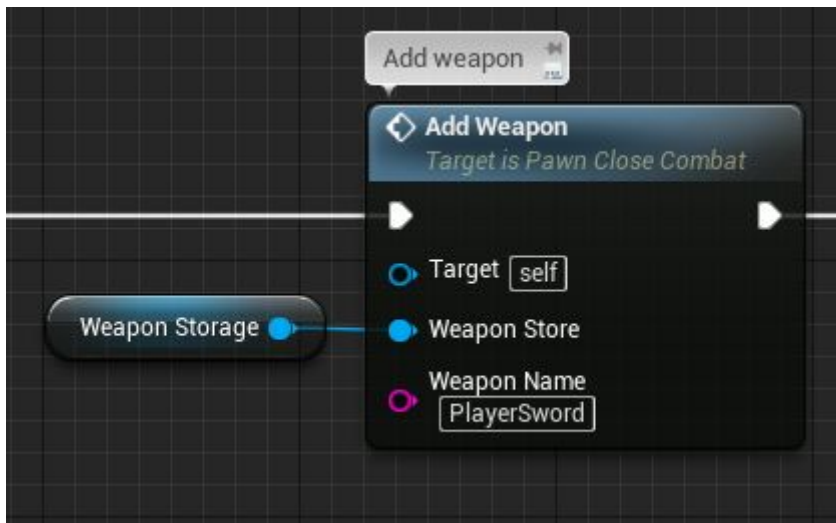 Add weapon
Add Weapon
Target is Pawn Close Combat
Target self
Weapon Storage
Weapon Store
Weapon Name
PlayerSword